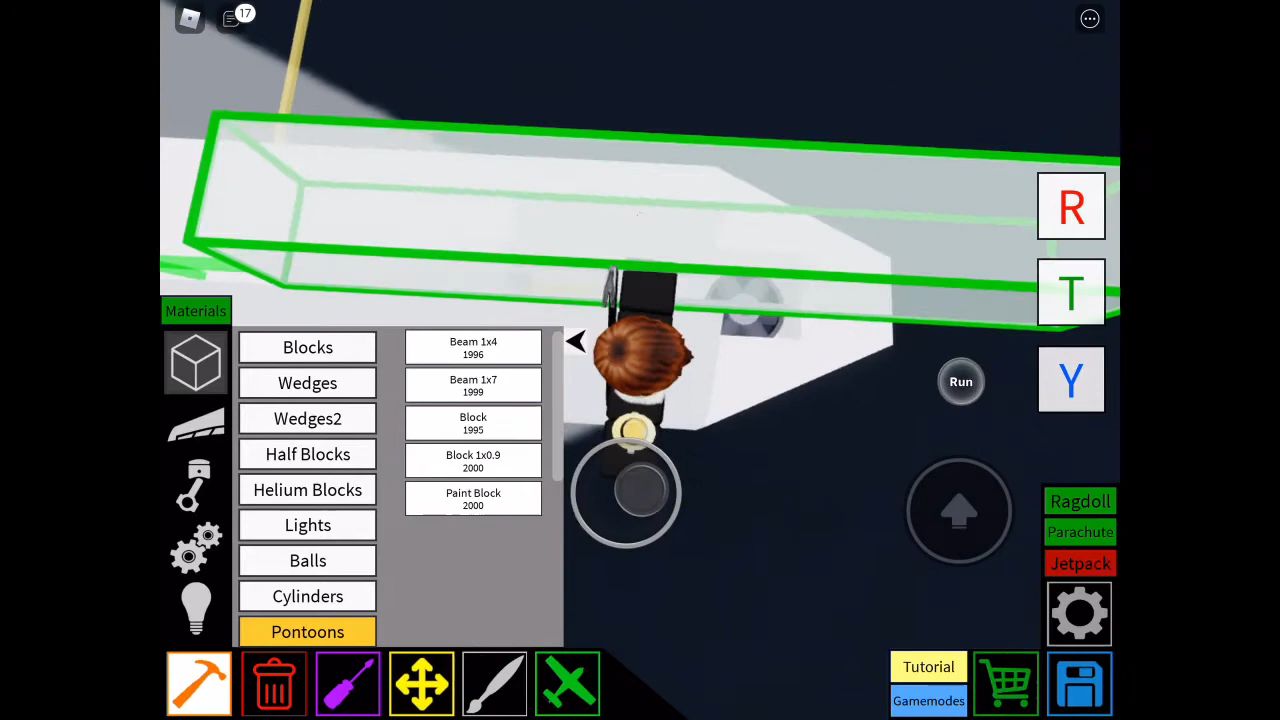 17
R
Materials
T
Blocks
Beam 1x4
1996
Wedges
Beam 1x7
1999
Run
Y
Wedges2
Block
1995
Half Blocks
Block 1x0.9
2000
Helium Blocks
Paint Block
2000
Ragdoll
Lights
Parachute
Balls
Jetpack
Cylinders
Pontoons
Tutorial
Gamemodes